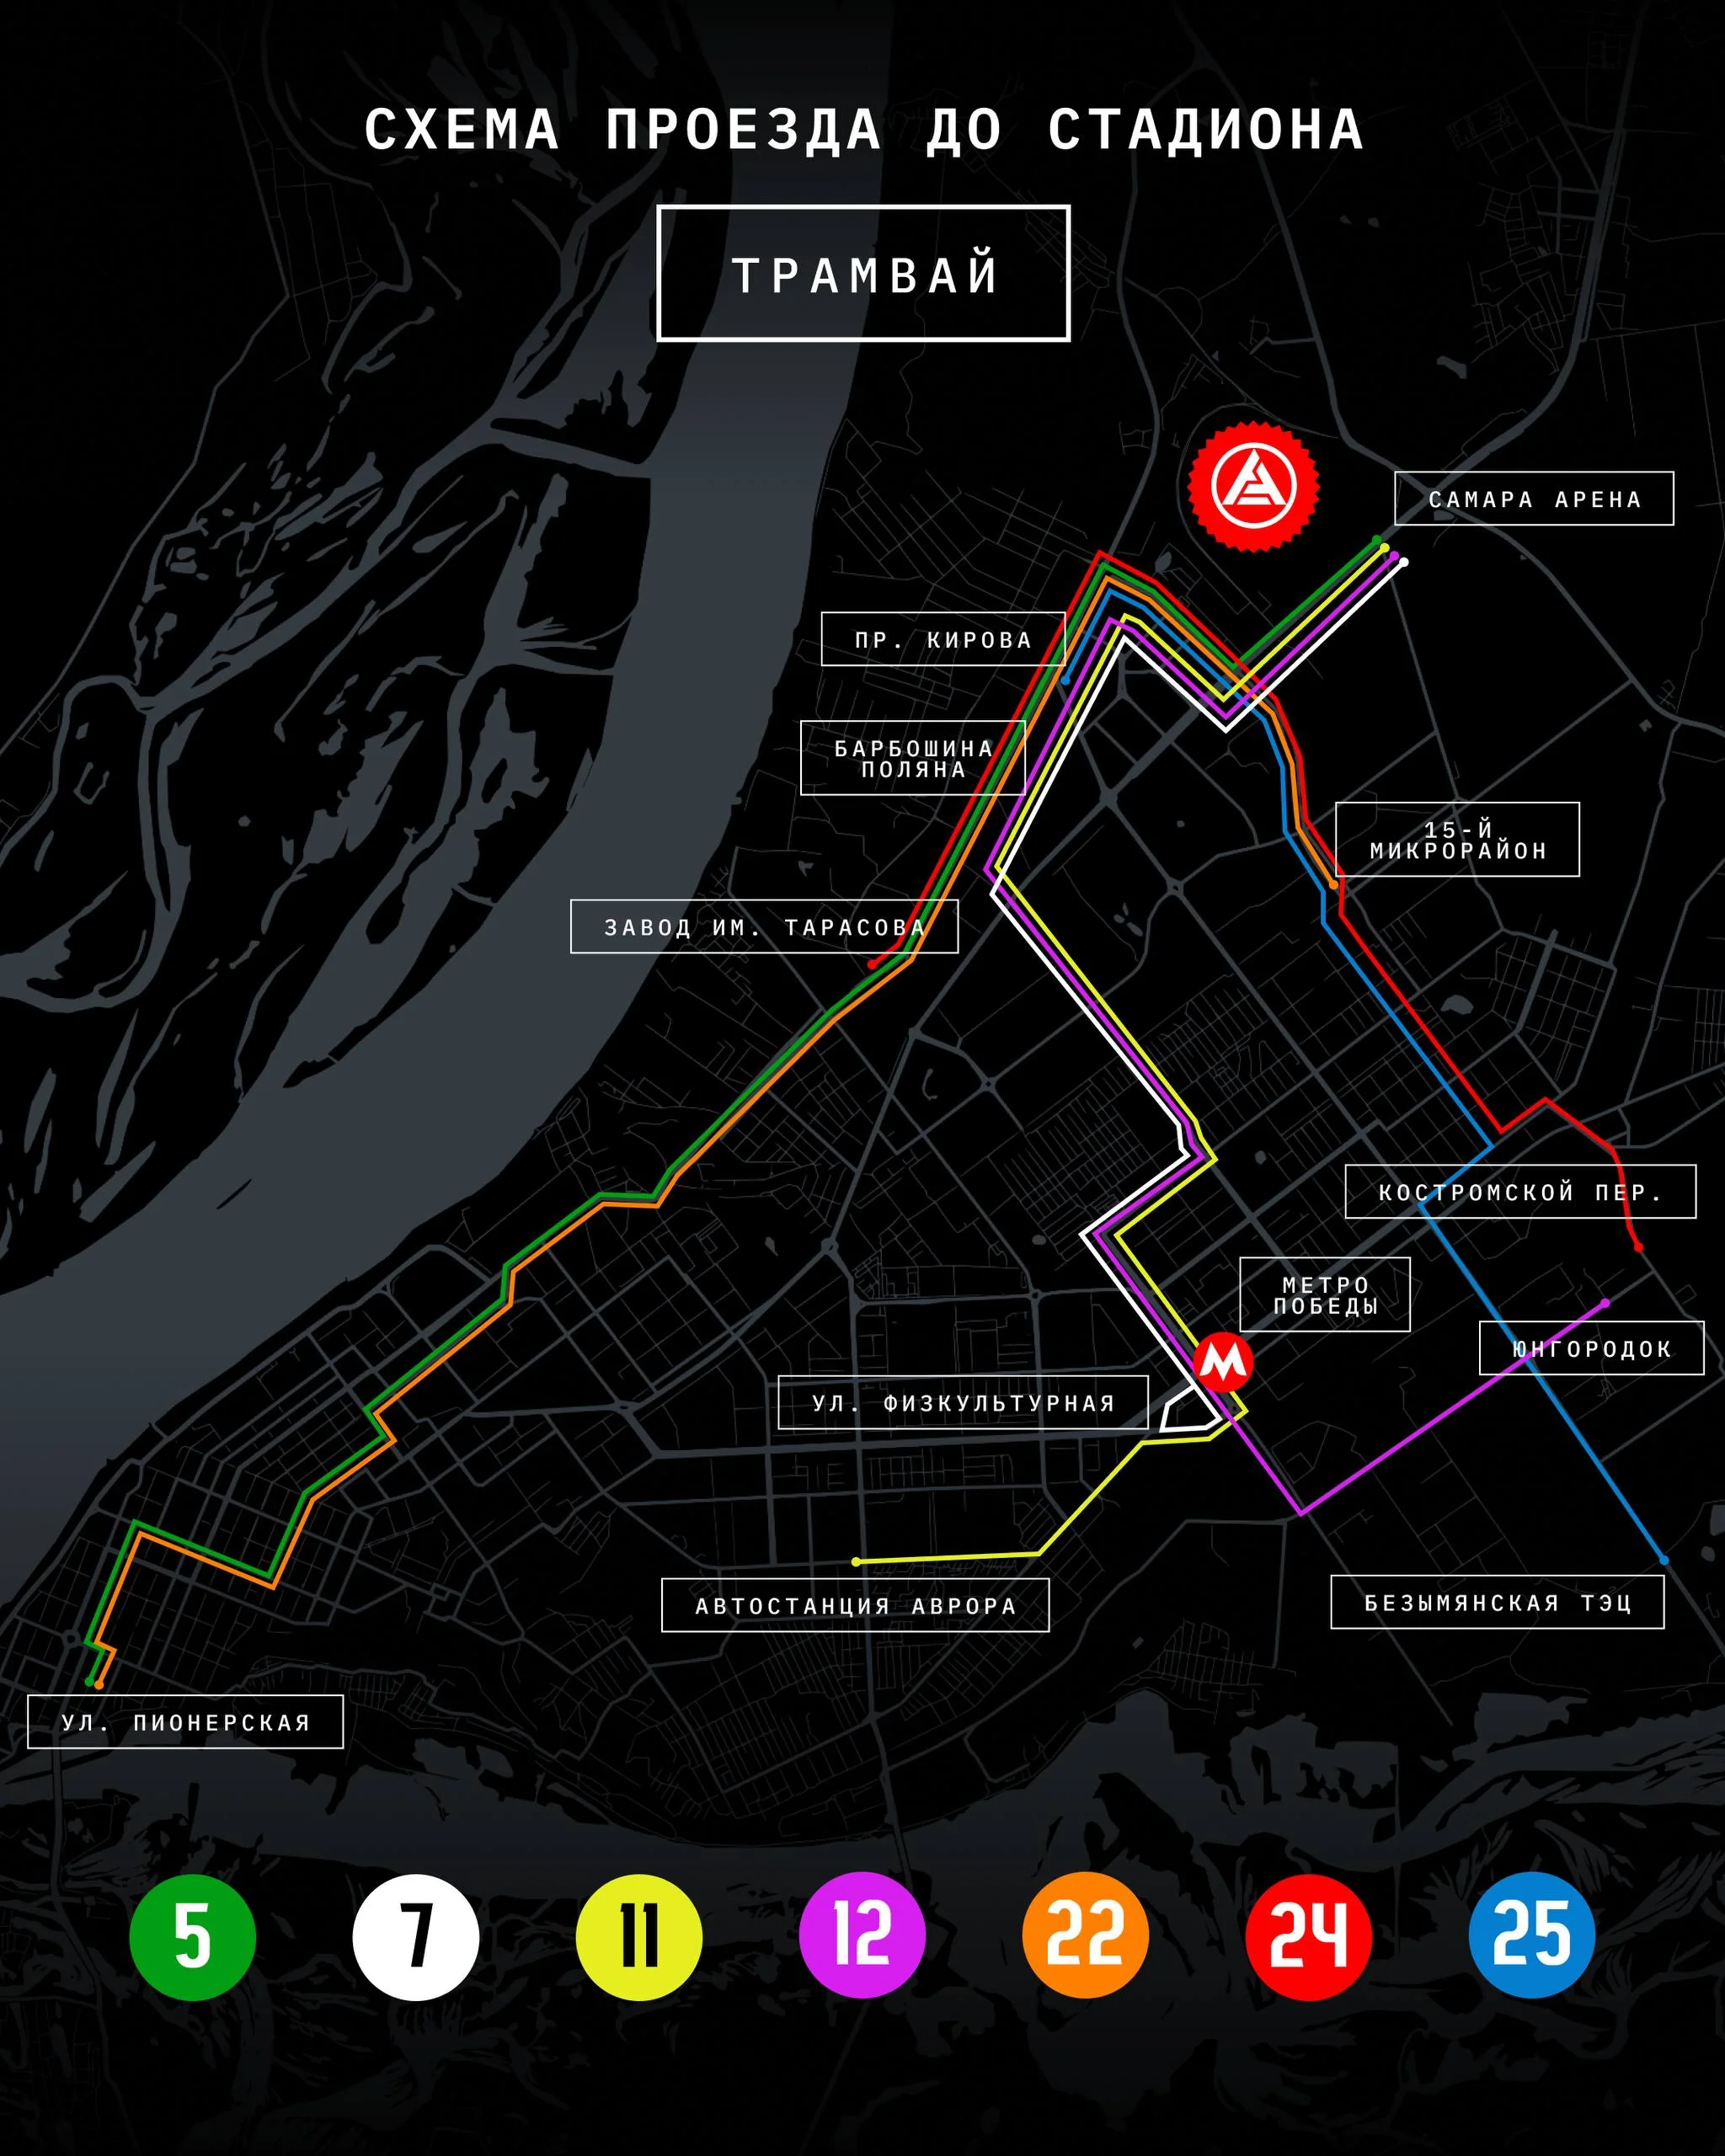 СХЕМА ПРОЕЗДА ДО СТАДИОНА
ТРАМВАЙ
САМАРА АРЕНА
ПР. КИРОВА
БАРБОШИНА
ПОЛЯНА
15-Й
МИКРОРАЙОН
ЗАВОД ИМ. ТАРАСОВА
КОСТРОМСКОЙ ПЕР.
МЕТРО
ПОБЕДЫ
М
ЮНГОРОДОК
УЛ. ФИЗКУЛЬТУРНАЯ
АВТОСТАНЦИЯ АВРОРА
БЕЗЫМЯНСКАЯ ТЭЦ
УЛ. ПИОНЕРСКАЯ
5 7 11 12 22 24 25